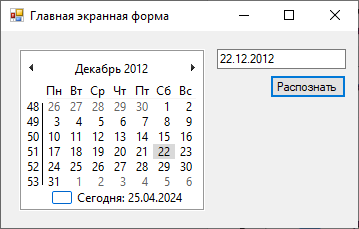 Главная экранная форма
22.12.2012
Распознать
Декабрь 2012
Пн Вт Ср Чт Пт Сб Вс
48 26 27 28 29 30 1 2
49 3 4 5 6 7 8 9
50 10 11 12 13 14 15 16
51 17 18 19 20 21 22 23
52 24 25 26 27 28 29 30
53 31 1 2 3 4 5 6
Сегодня: 25.04.2024